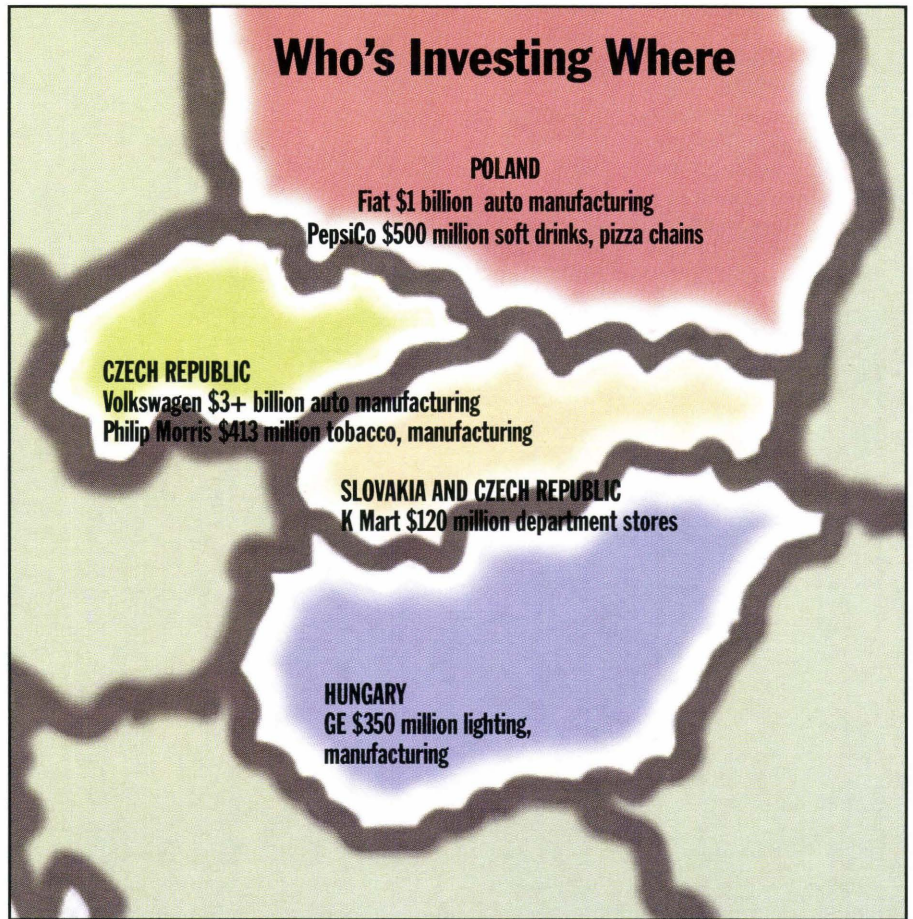 Who's Investing Where
POLAND
Fiat $1 billion auto manufacturing
PepsiCo $500 million soft drinks, pizza chains
CZECH REPUBLIC
Volkswagen $3+ billion auto manufacturing
Philip Morris $413 million tobacco, manufacturing
SLOVAKIA AND CZECH REPUBLIC
K Mart $120 million department stores
HUNGARY
GE $350 million lighting,
manufacturing